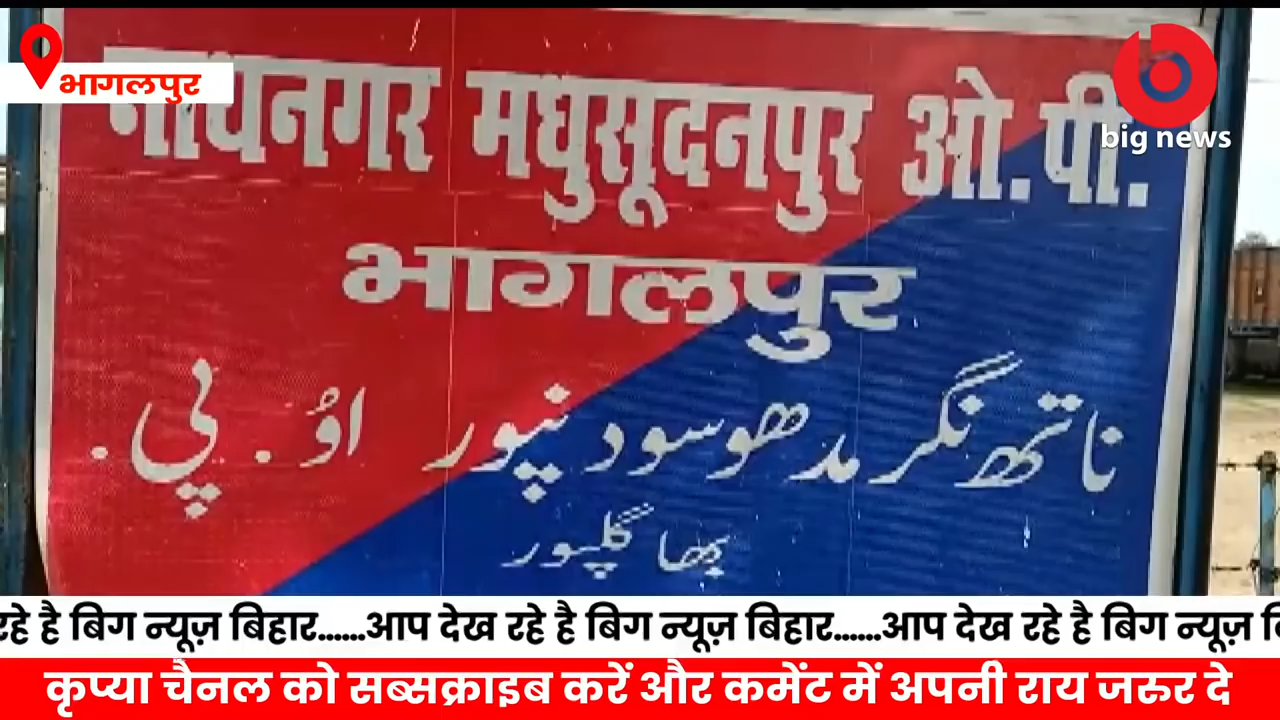 भागलपुर
नाथनगर मधुसूदनपुर ओ.पी.
big news
भागलपुर
ناتھ نگر مدھوسودنپور اوُ . پی .
بھاگلپور
रहे है बिग न्यूज़ बिहार......आप देख रहे है बिग न्यूज़ बिहार......आप देख रहे है बिग न्यूज़
कृप्या चैनल को सब्सक्राइब करें और कमेंट में अपनी राय जरुर दे